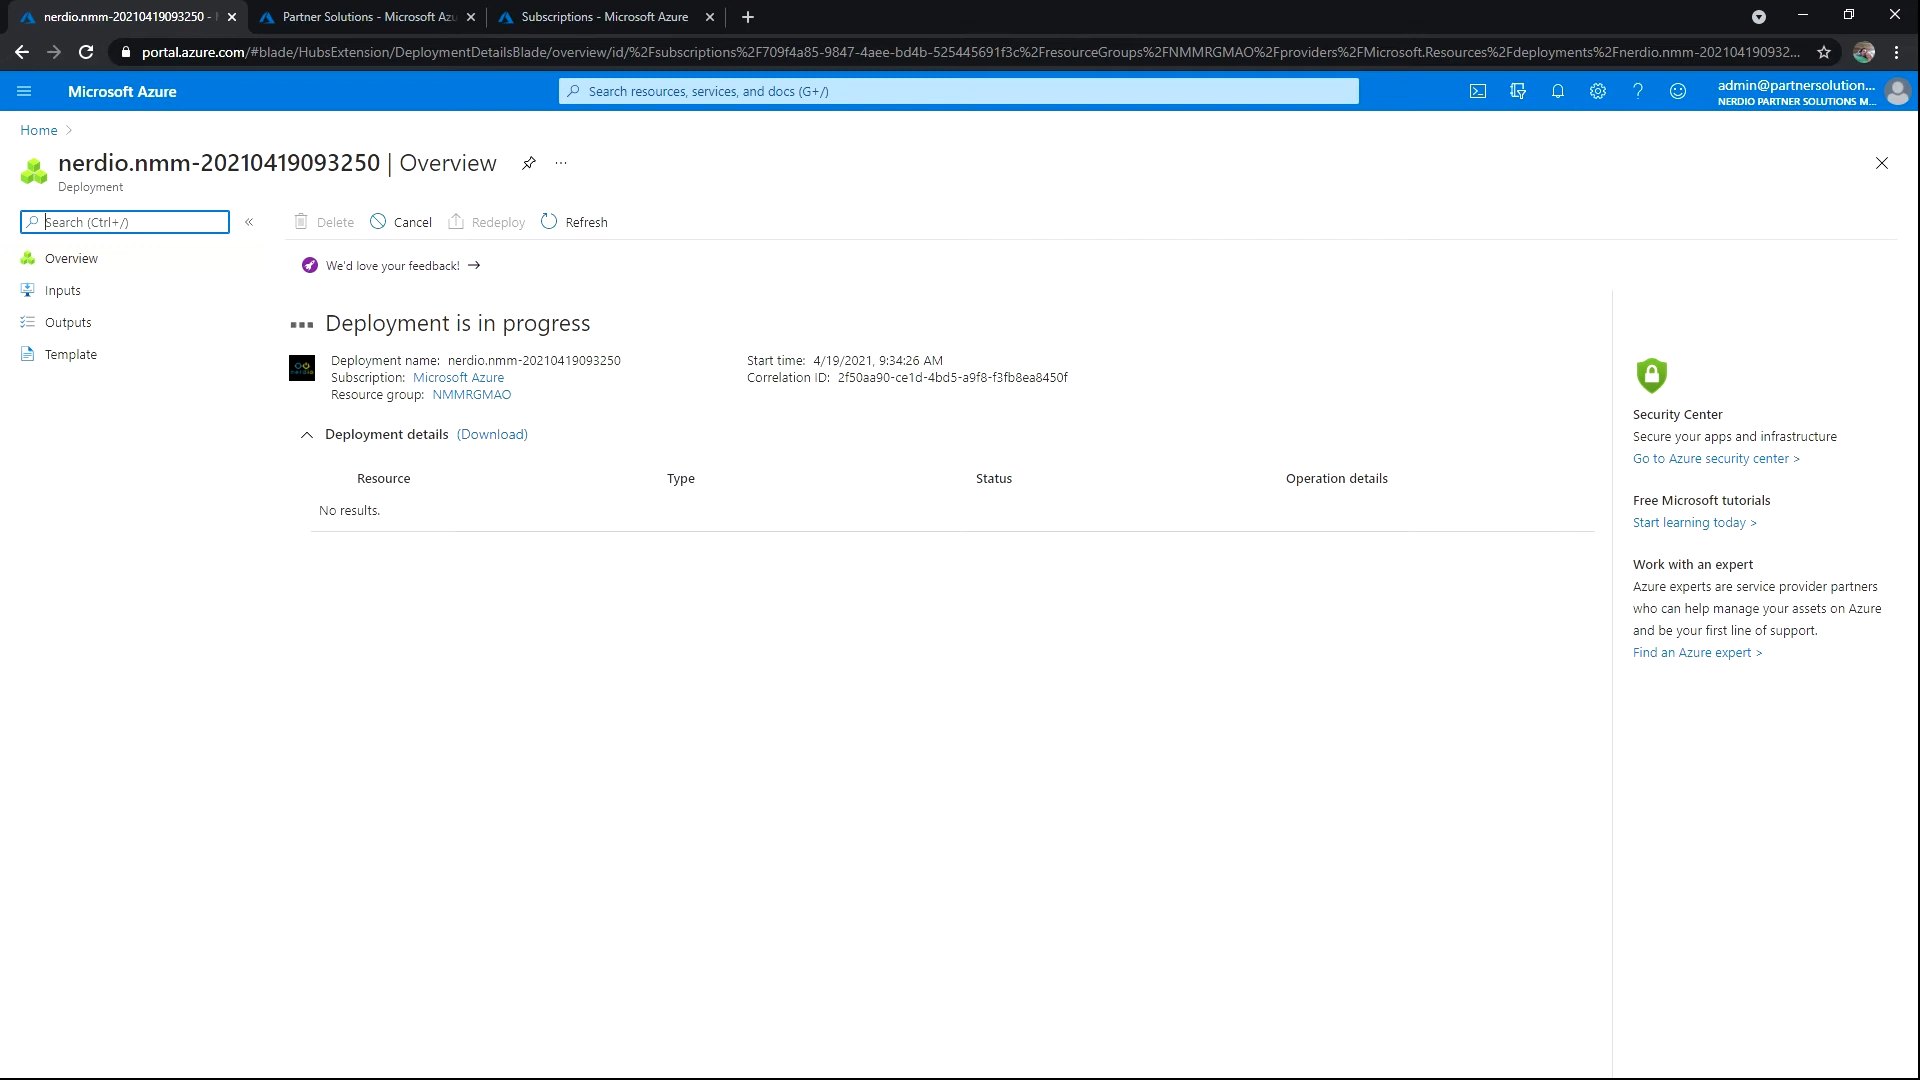 nerdio.nmm-20210419093250 -
Partner Solutions - Microsoft Azu
Subscriptions - Microsoft Azure
portal.azure.com/#blade/HubsExtension/DeploymentDetailsBlade/overview/id/%2Fsubscriptions%2F709f4a85-9847-4aee-bd4b-525445691f3c%2FresourceGroups%2FNMMRGMAO%2Fproviders%2FMicrosoft.Resources%2Fdeployments%2Fnerdio.nmm-202104190932...
Microsoft Azure
Search resources, services, and docs (G+/)
admin@partnersolution...
NERDIO PARTNER SOLUTIONS M...
Home
nerdio.nmm-20210419093250 | Overview
Deployment
Search (Ctrl+/)
Delete
Cancel
Redeploy
Refresh
Overview
Inputs
Outputs
Template
We'd love your feedback!
Deployment is in progress
Deployment name: nerdio.nmm-20210419093250
Subscription: Microsoft Azure
Resource group: NMMRGMAO
Start time: 4/19/2021, 9:34:26 AM
Correlation ID: 2f50aa90-ce1d-4bd5-a9f8-f3fb8ea8450f
Deployment details (Download)
Resource Type Status Operation details
No results.
Security Center
Secure your apps and infrastructure
Go to Azure security center >
Free Microsoft tutorials
Start learning today >
Work with an expert
Azure experts are service provider partners
who can help manage your assets on Azure
and be your first line of support.
Find an Azure expert >